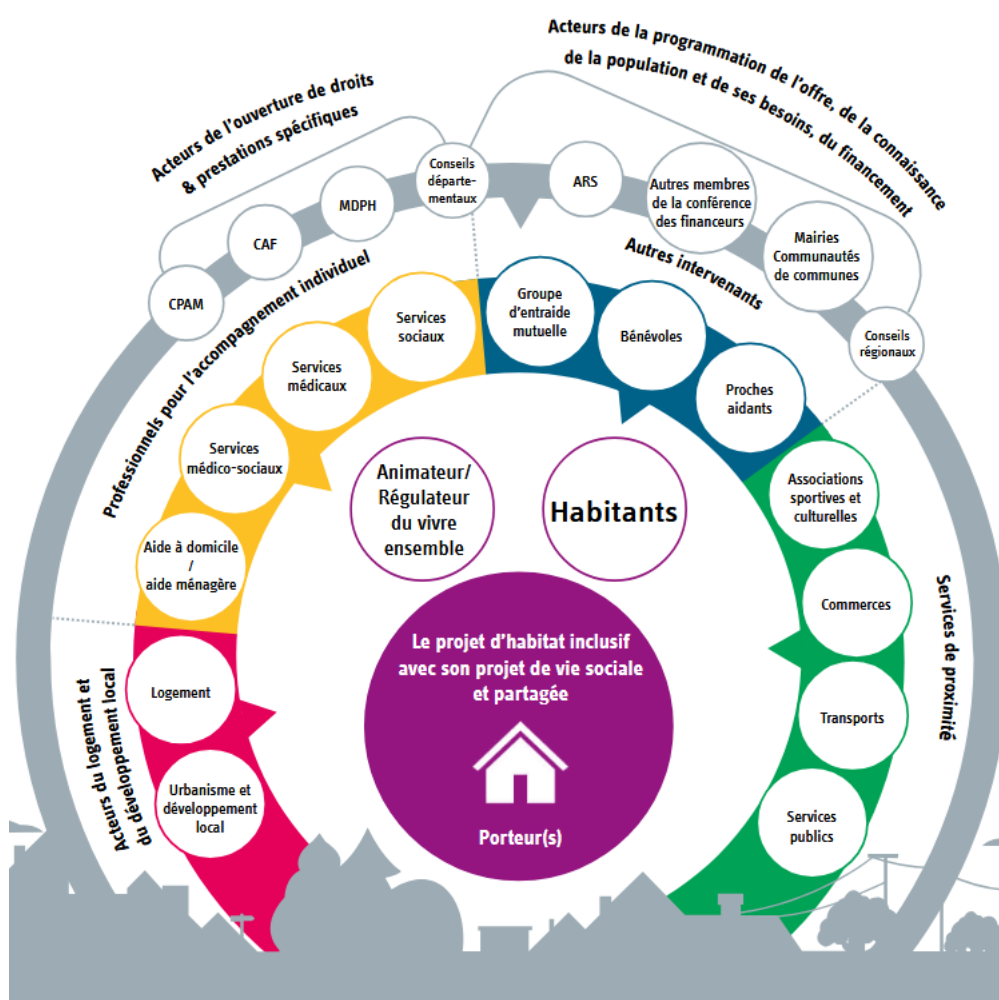 Acteurs de l'ouverture de droits
& prestations spécifiques
Acteurs de la programmation de l'offre, de la connaissance
de la population et de ses besoins, du financement
CPAM
CAF
MDPH
Conseils
départe-
mentaux
ARS
Autres membres
de la conférence
des financeurs
Mairies
Communautés
de communes
Conseils
régionaux
Professionnels pour l'accompagnement individuel
Aide à domicile
/
aide ménagère
Services
médico-sociaux
Services
médicaux
Services
sociaux
Autres intervenants
Groupe
d'entraide
mutuelle
Bénévoles
Proches
aidants
Services de proximité
Associations
sportives et
culturelles
Commerces
Transports
Services
publics
Acteurs du logement et
du développement local
Logement
Urbanisme et
développement
local
Animateur/
Régulateur
du vivre
ensemble
Habitants
Le projet d'habitat inclusif
avec son projet de vie sociale
et partagée
Porteur(s)